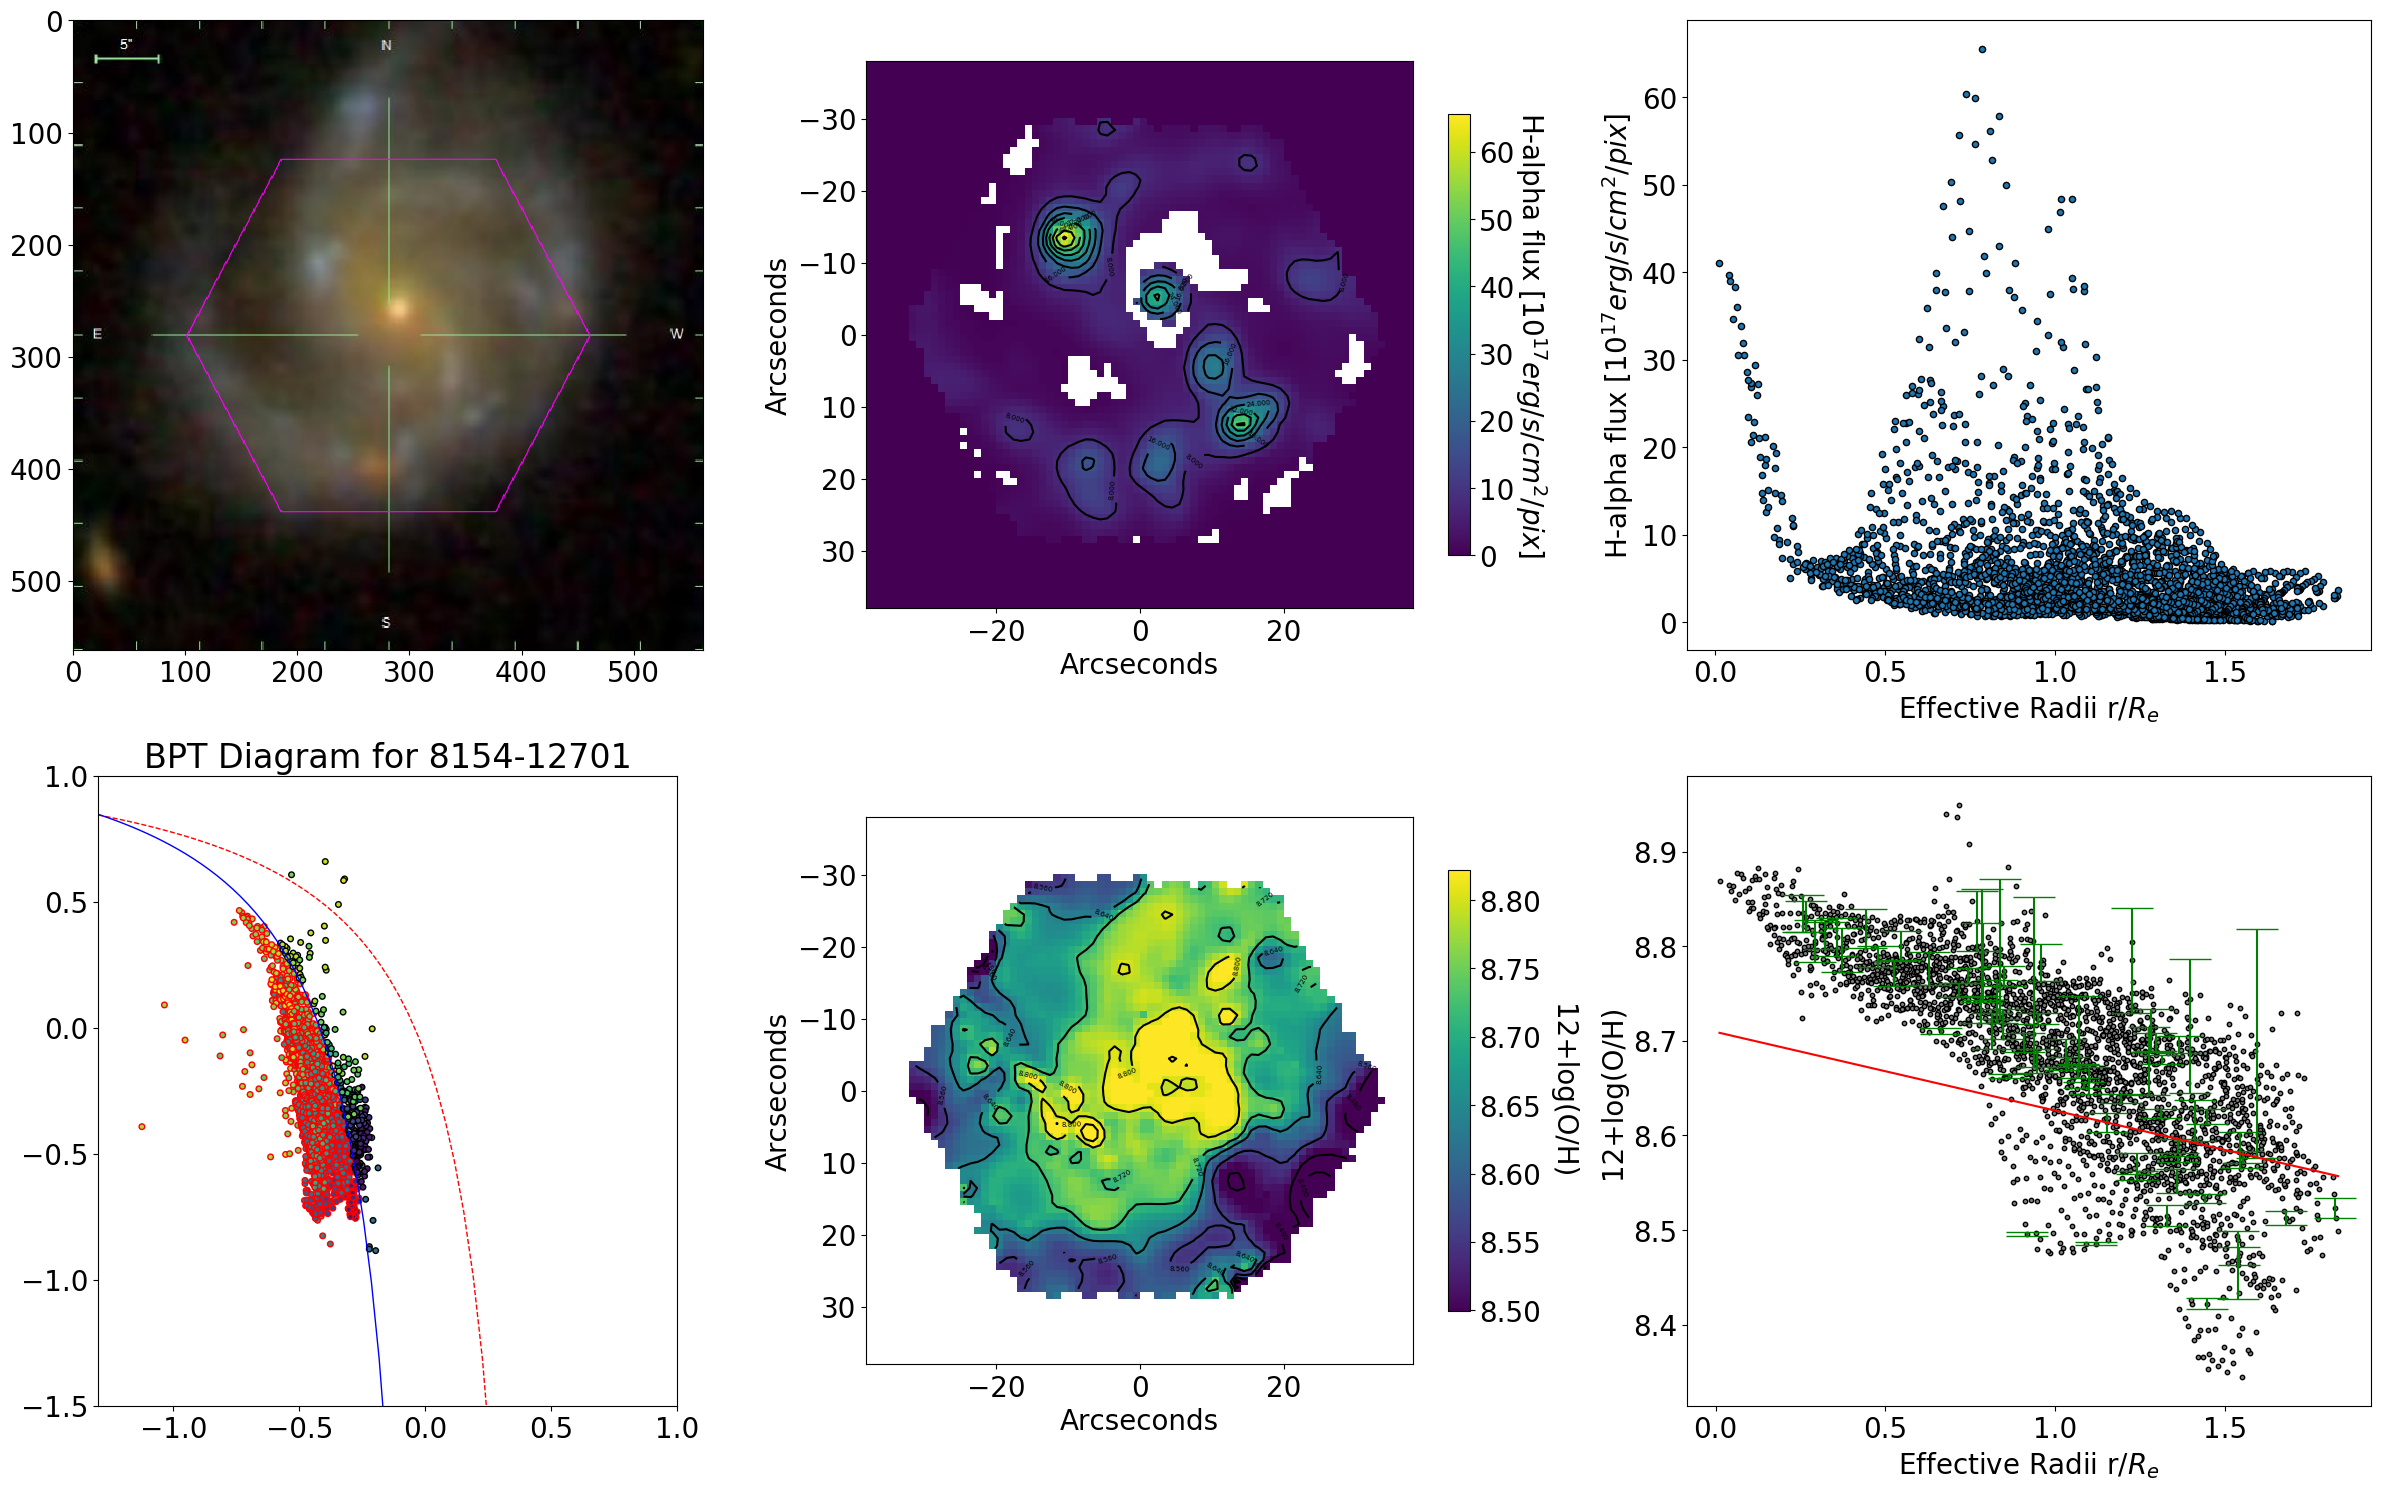 0
100
200
300
400
500
0 100 200 300 400 500
5"
N
E
W
S
−30
−20
−10
0
10
20
30
−20 0 20
Arcseconds
Arcseconds
60
50
40
30
20
10
0
H-alpha flux [10^17 erg/s/cm^2/pix]
60
50
40
30
20
10
0
H-alpha flux [10^17 erg/s/cm^2/pix]
0.0 0.5 1.0 1.5
Effective Radii r/R_e
BPT Diagram for 8154-12701
1.0
0.5
0.0
−0.5
−1.0
−1.5
−1.0 −0.5 0.0 0.5 1.0
−30
−20
−10
0
10
20
30
−20 0 20
Arcseconds
Arcseconds
8.80
8.75
8.70
8.65
8.60
8.55
8.50
12+log(O/H)
8.9
8.8
8.7
8.6
8.5
8.4
12+log(O/H)
0.0 0.5 1.0 1.5
Effective Radii r/R_e